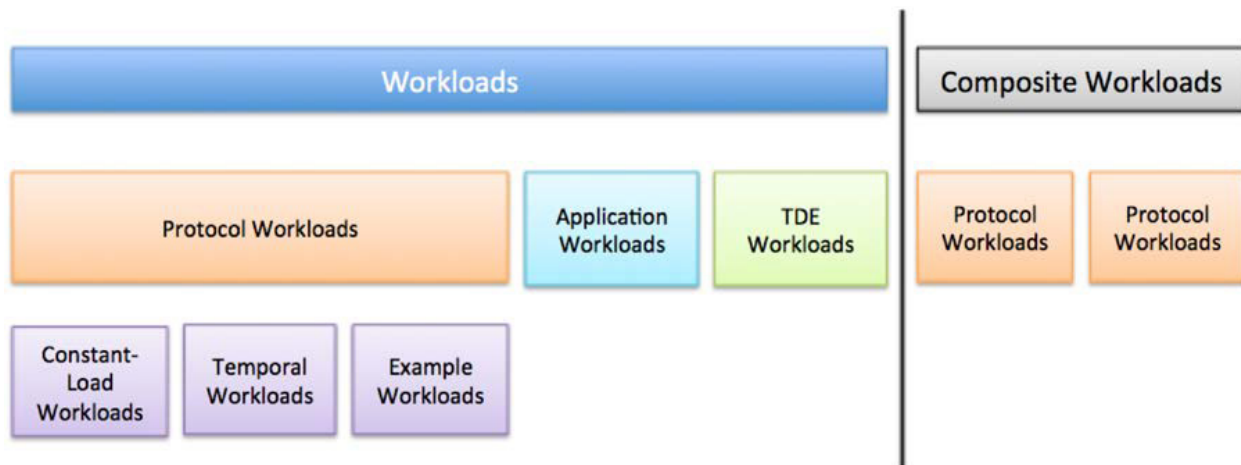 Workloads
Composite Workloads
Protocol Workloads
Application
Workloads
TDE
Workloads
Protocol
Workloads
Protocol
Workloads
Constant-
Load
Workloads
Temporal
Workloads
Example
Workloads